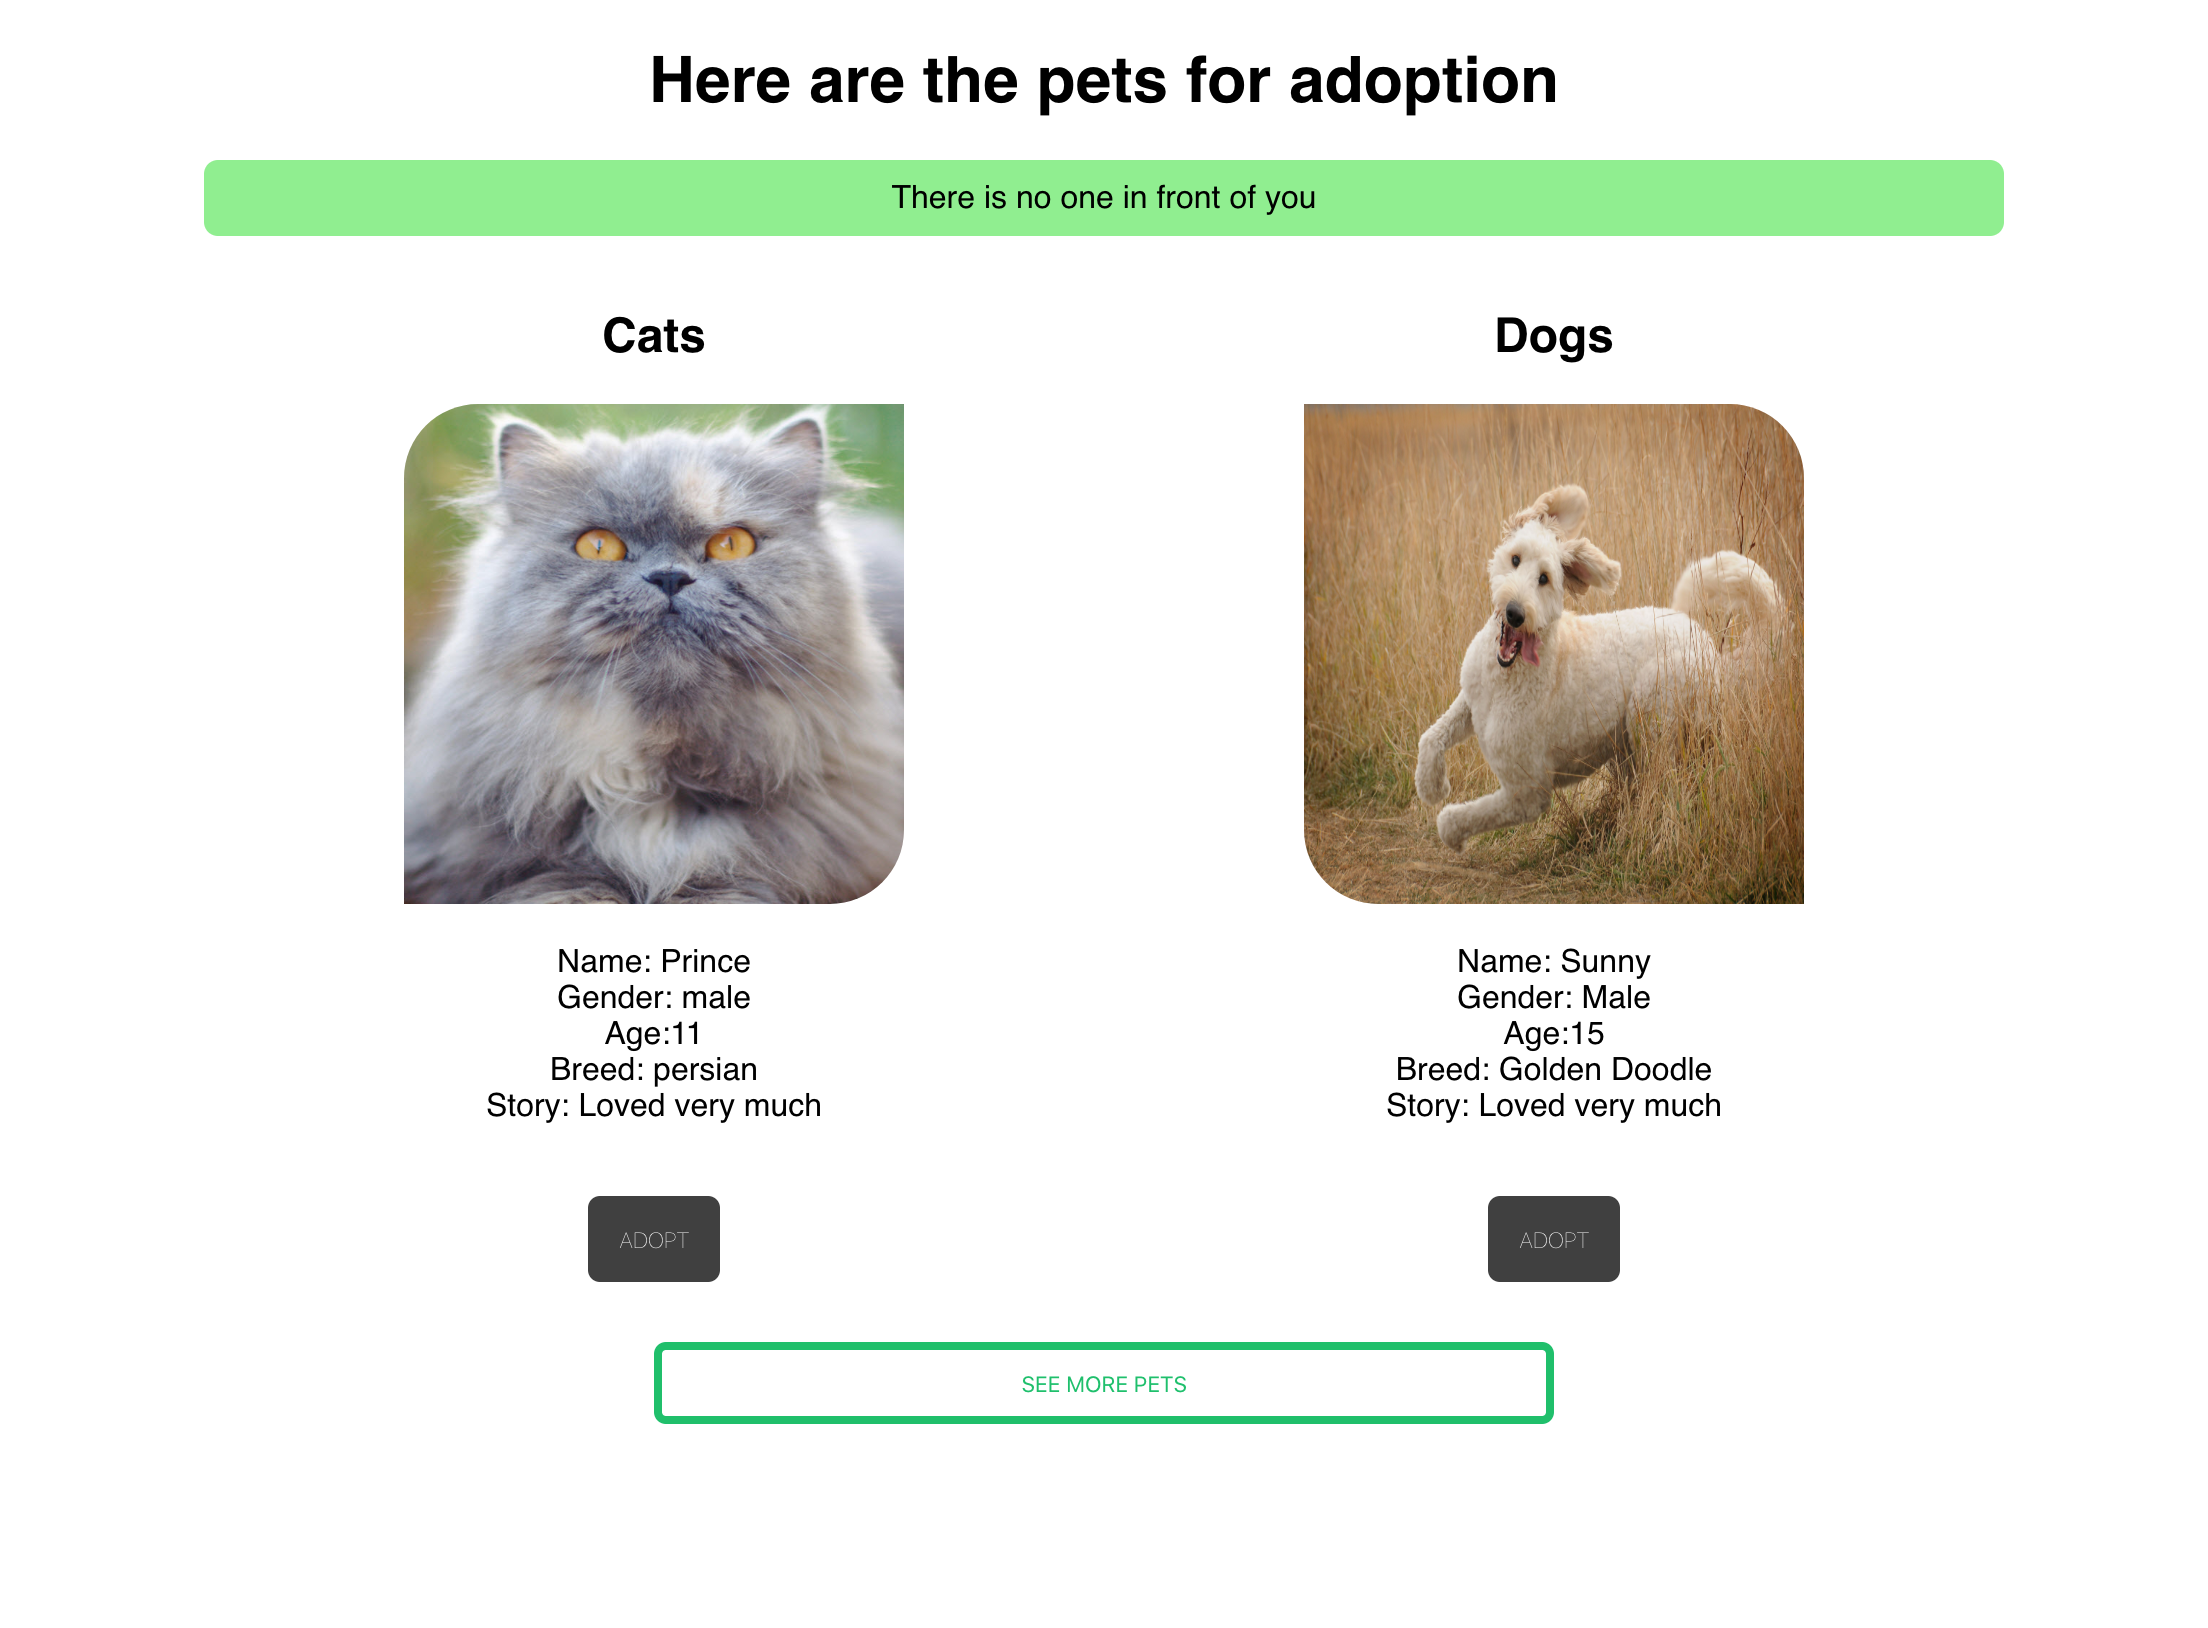 Here are the pets for adoption
There is no one in front of you
Cats
Name: Prince
Gender: male
Age:11
Breed: persian
Story: Loved very much
ADOPT
Dogs
Name: Sunny
Gender: Male
Age:15
Breed: Golden Doodle
Story: Loved very much
ADOPT
SEE MORE PETS